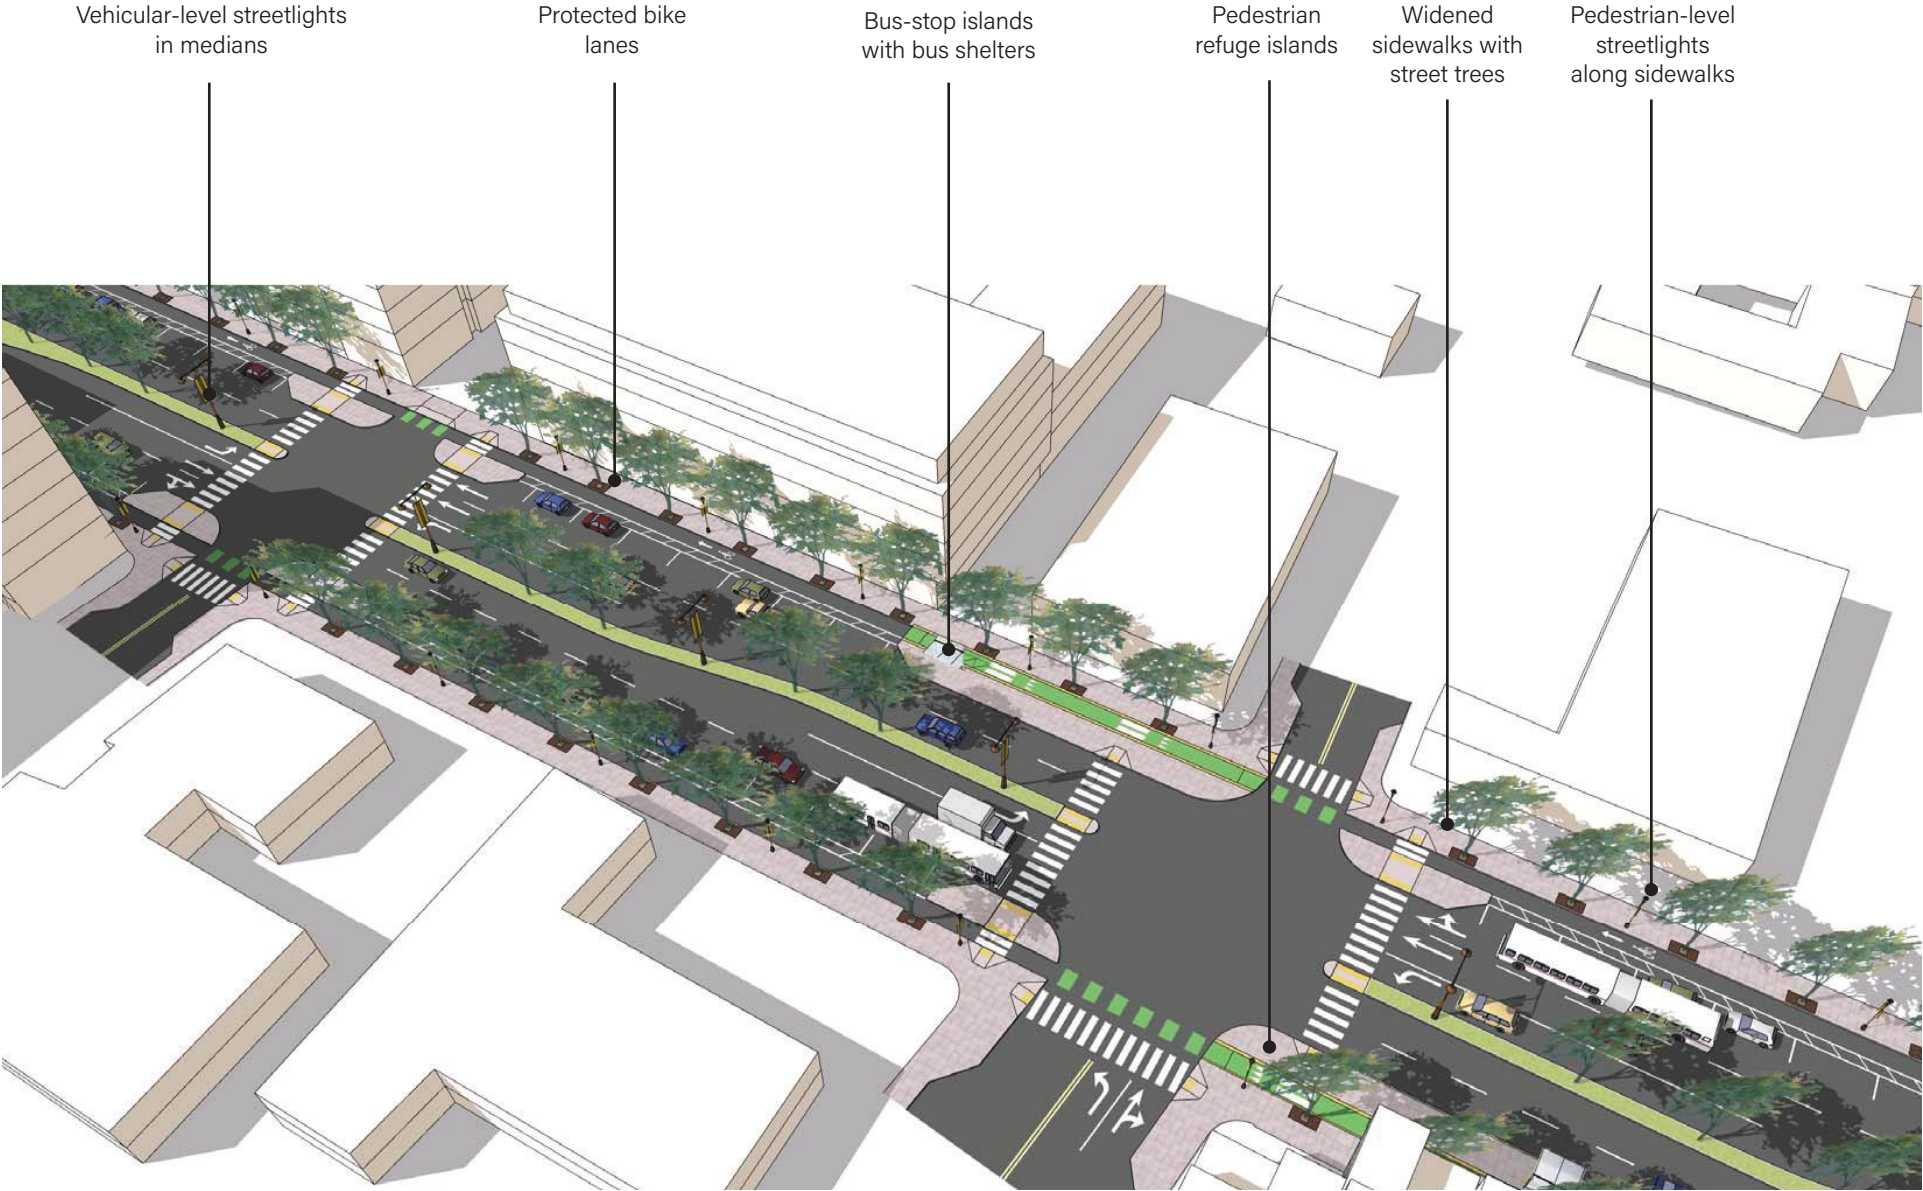 Vehicular-level streetlights
in medians
Protected bike
lanes
Bus-stop islands
with bus shelters
Pedestrian
refuge islands
Widened
sidewalks with
street trees
Pedestrian-level
streetlights
along sidewalks